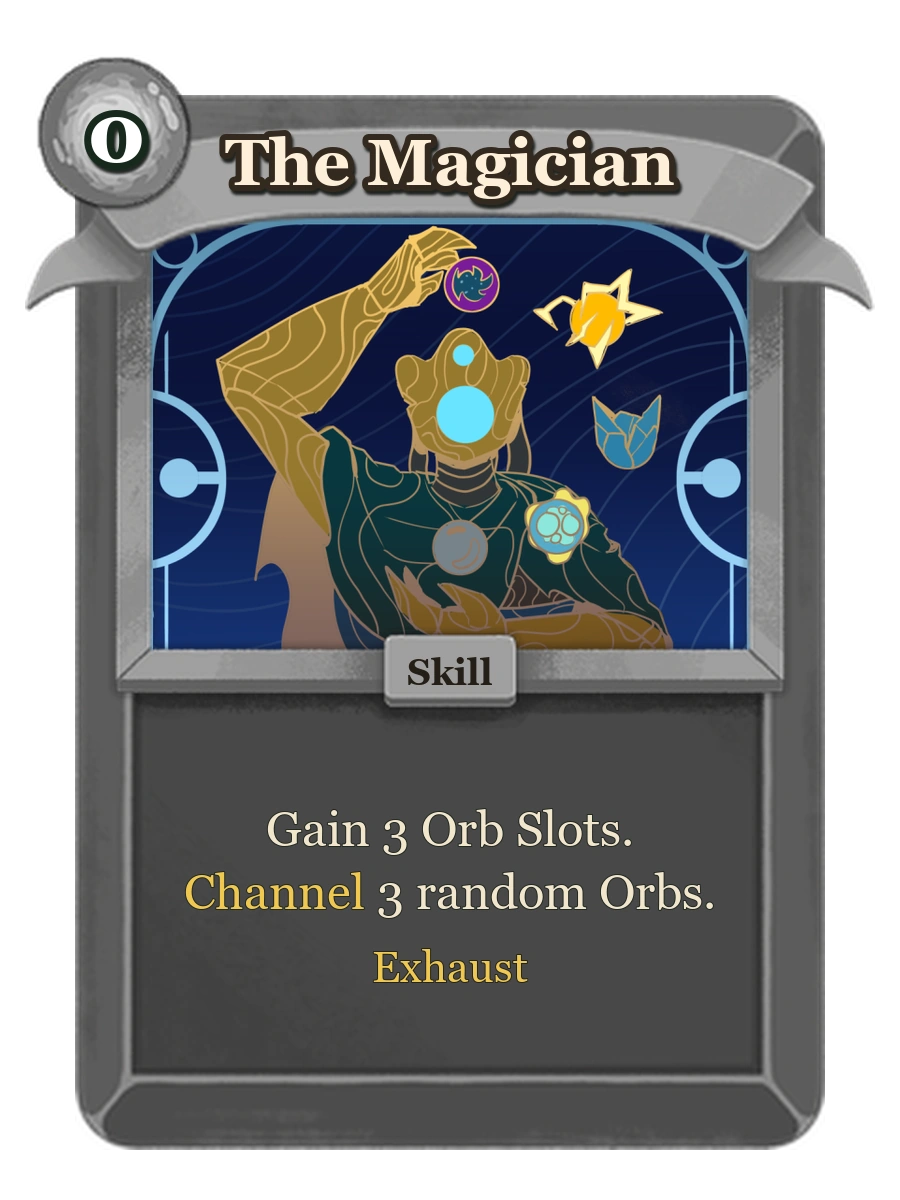 0
The Magician
Skill
Gain 3 Orb Slots.
Channel 3 random Orbs.
Exhaust